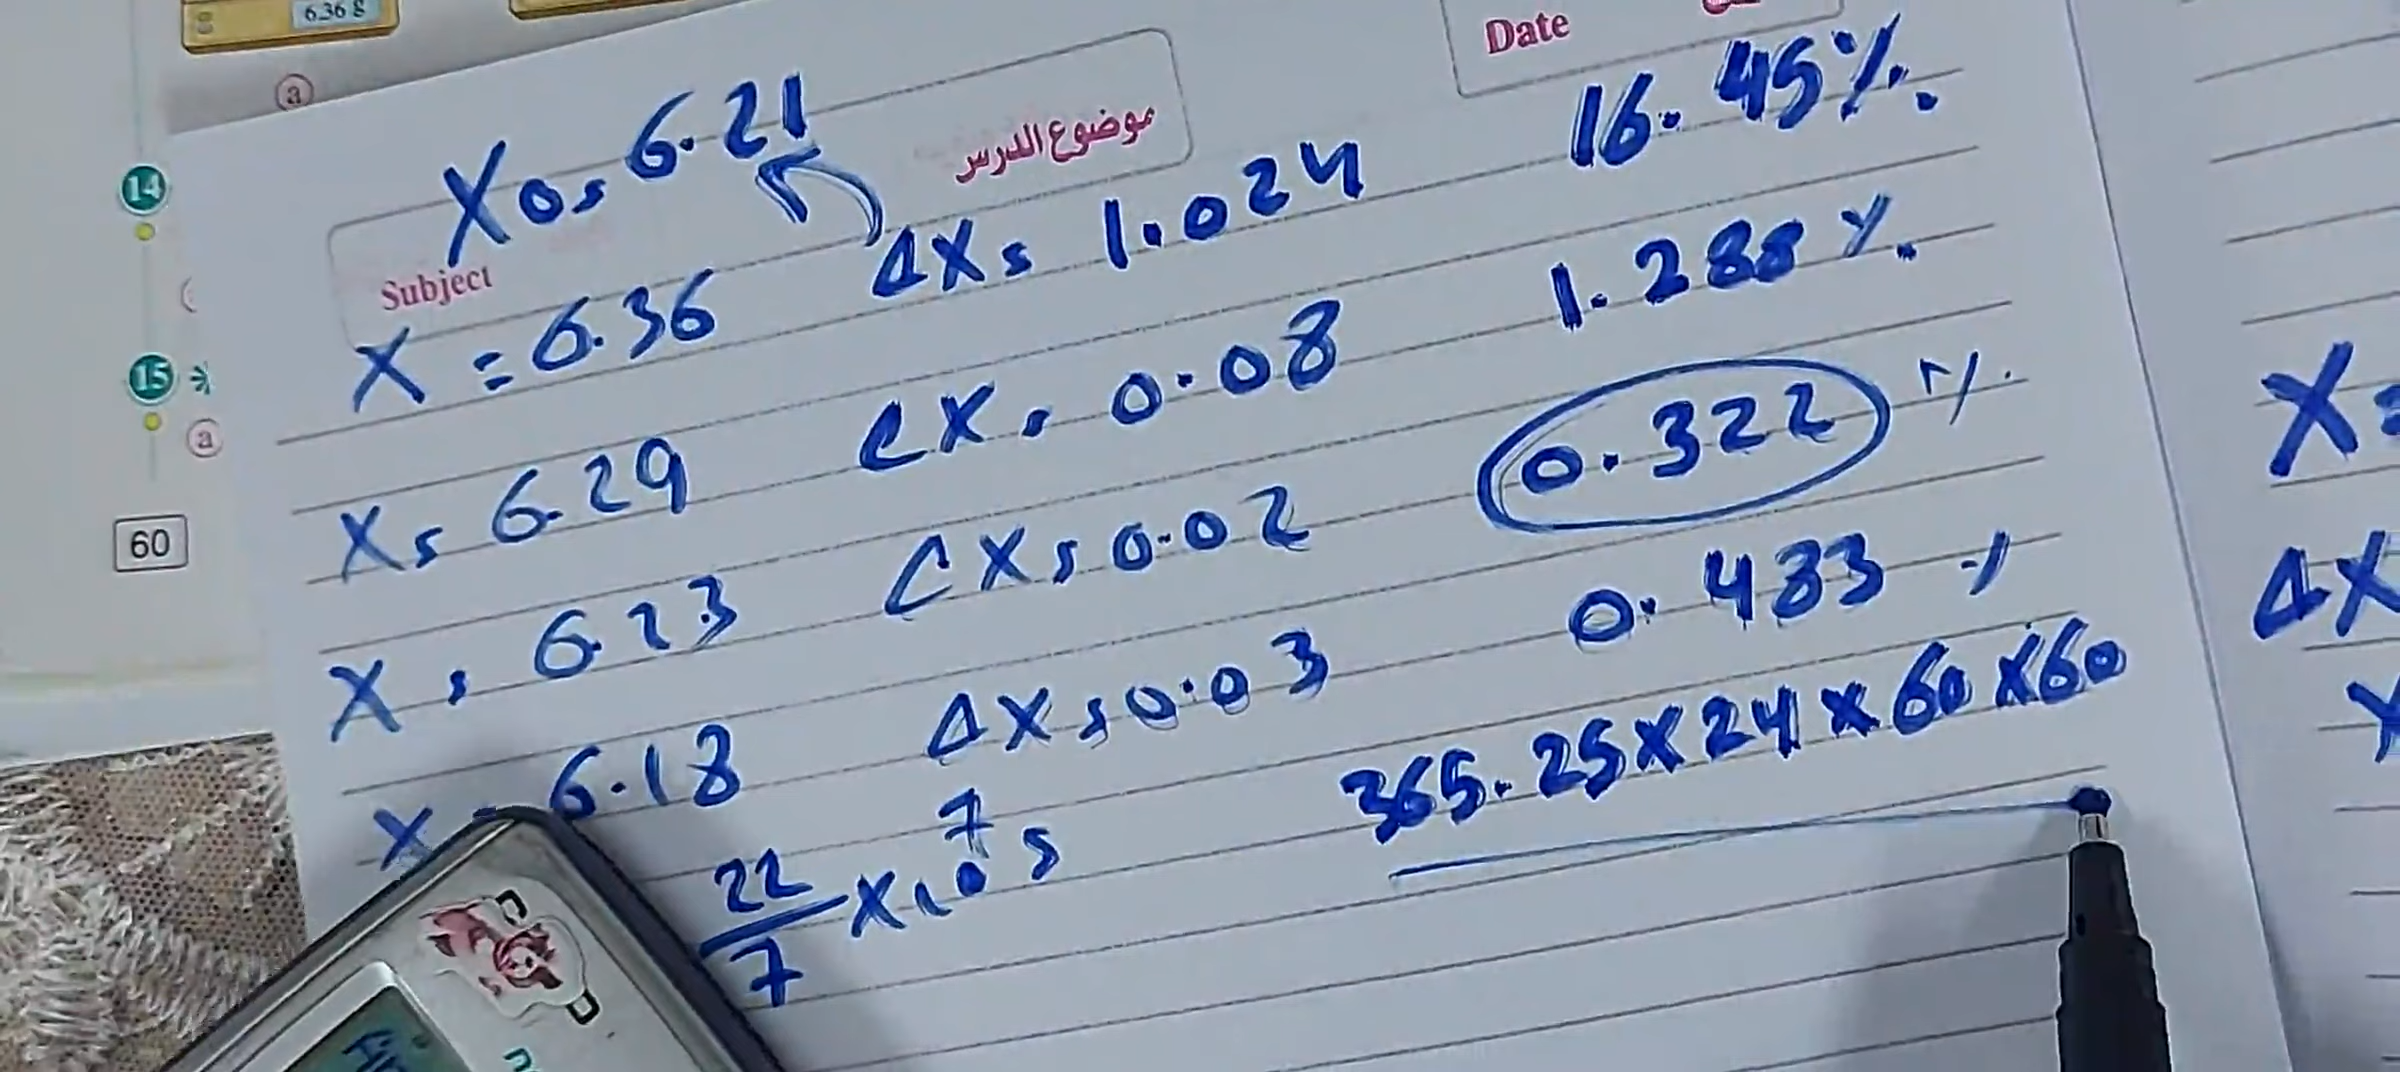 6.36 g
Date
a
X₀ = 6.21
موضوع الدرس
16.45%
14
Subject
ΔX = 1.024
1.288%
X = 6.36
15
a
ΔX = 0.08
0.322%
X = 6.29
60
ΔX = 0.02
0.483%
X = 6.23
ΔX = 0.03
365.25×24×60×60
X = 6.18
22/7 ×10⁷ =
X =
ΔX